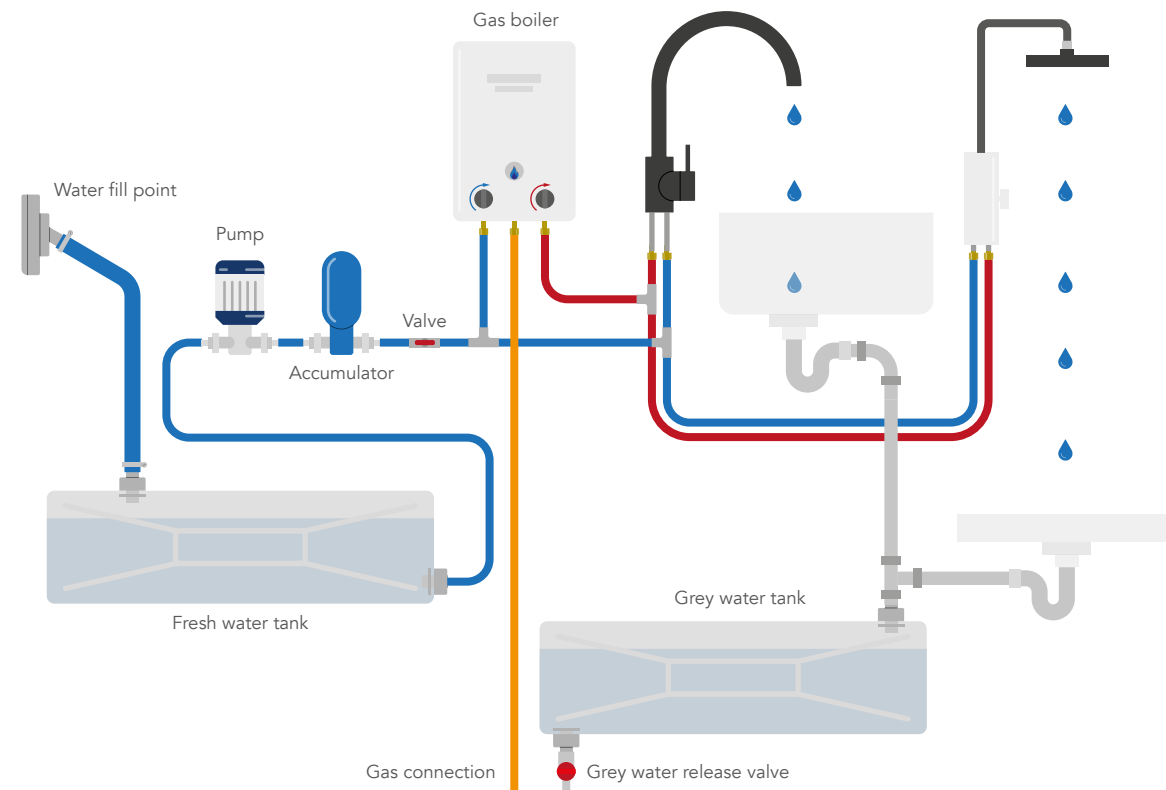 Gas boiler
Water fill point
Pump
Valve
Accumulator
Grey water tank
Fresh water tank
Gas connection
Grey water release valve